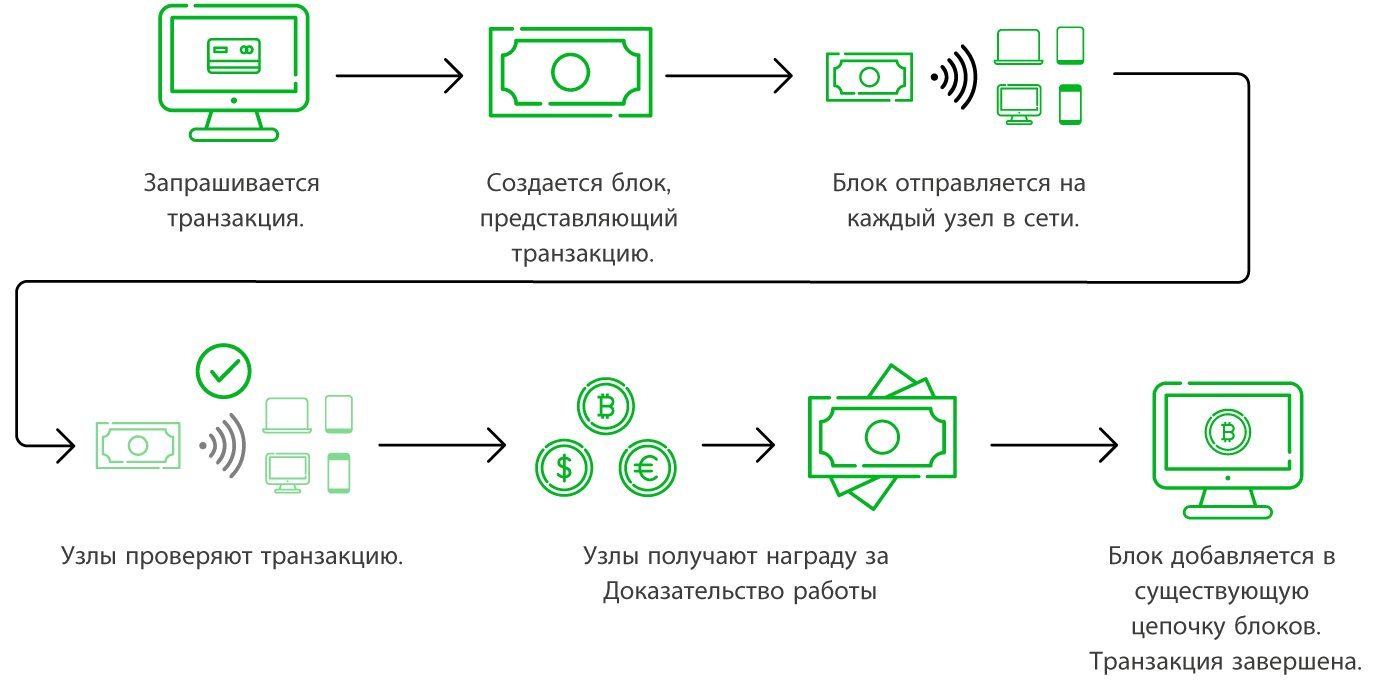 Запрашивается
транзакция.
Создается блок,
представляющий
транзакцию.
Блок отправляется на
каждый узел в сети.
Узлы проверяют транзакцию.
Узлы получают награду за
Доказательство работы
Блок добавляется в
существующую
цепочку блоков.
Транзакция завершена.